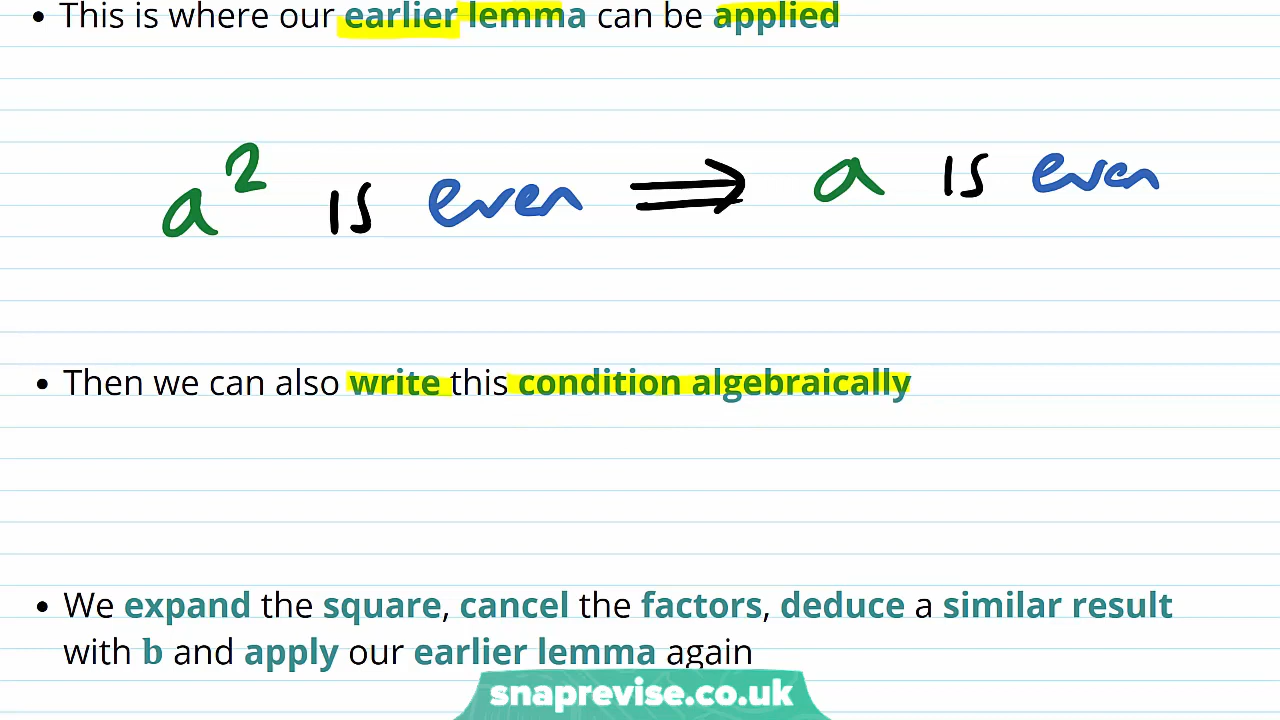 • This is where our earlier lemma can be applied
a² is even ⟹ a is even
• Then we can also write this condition algebraically
• We expand the square, cancel the factors, deduce a similar result
with b and apply our earlier lemma again
snaprevise.co.uk